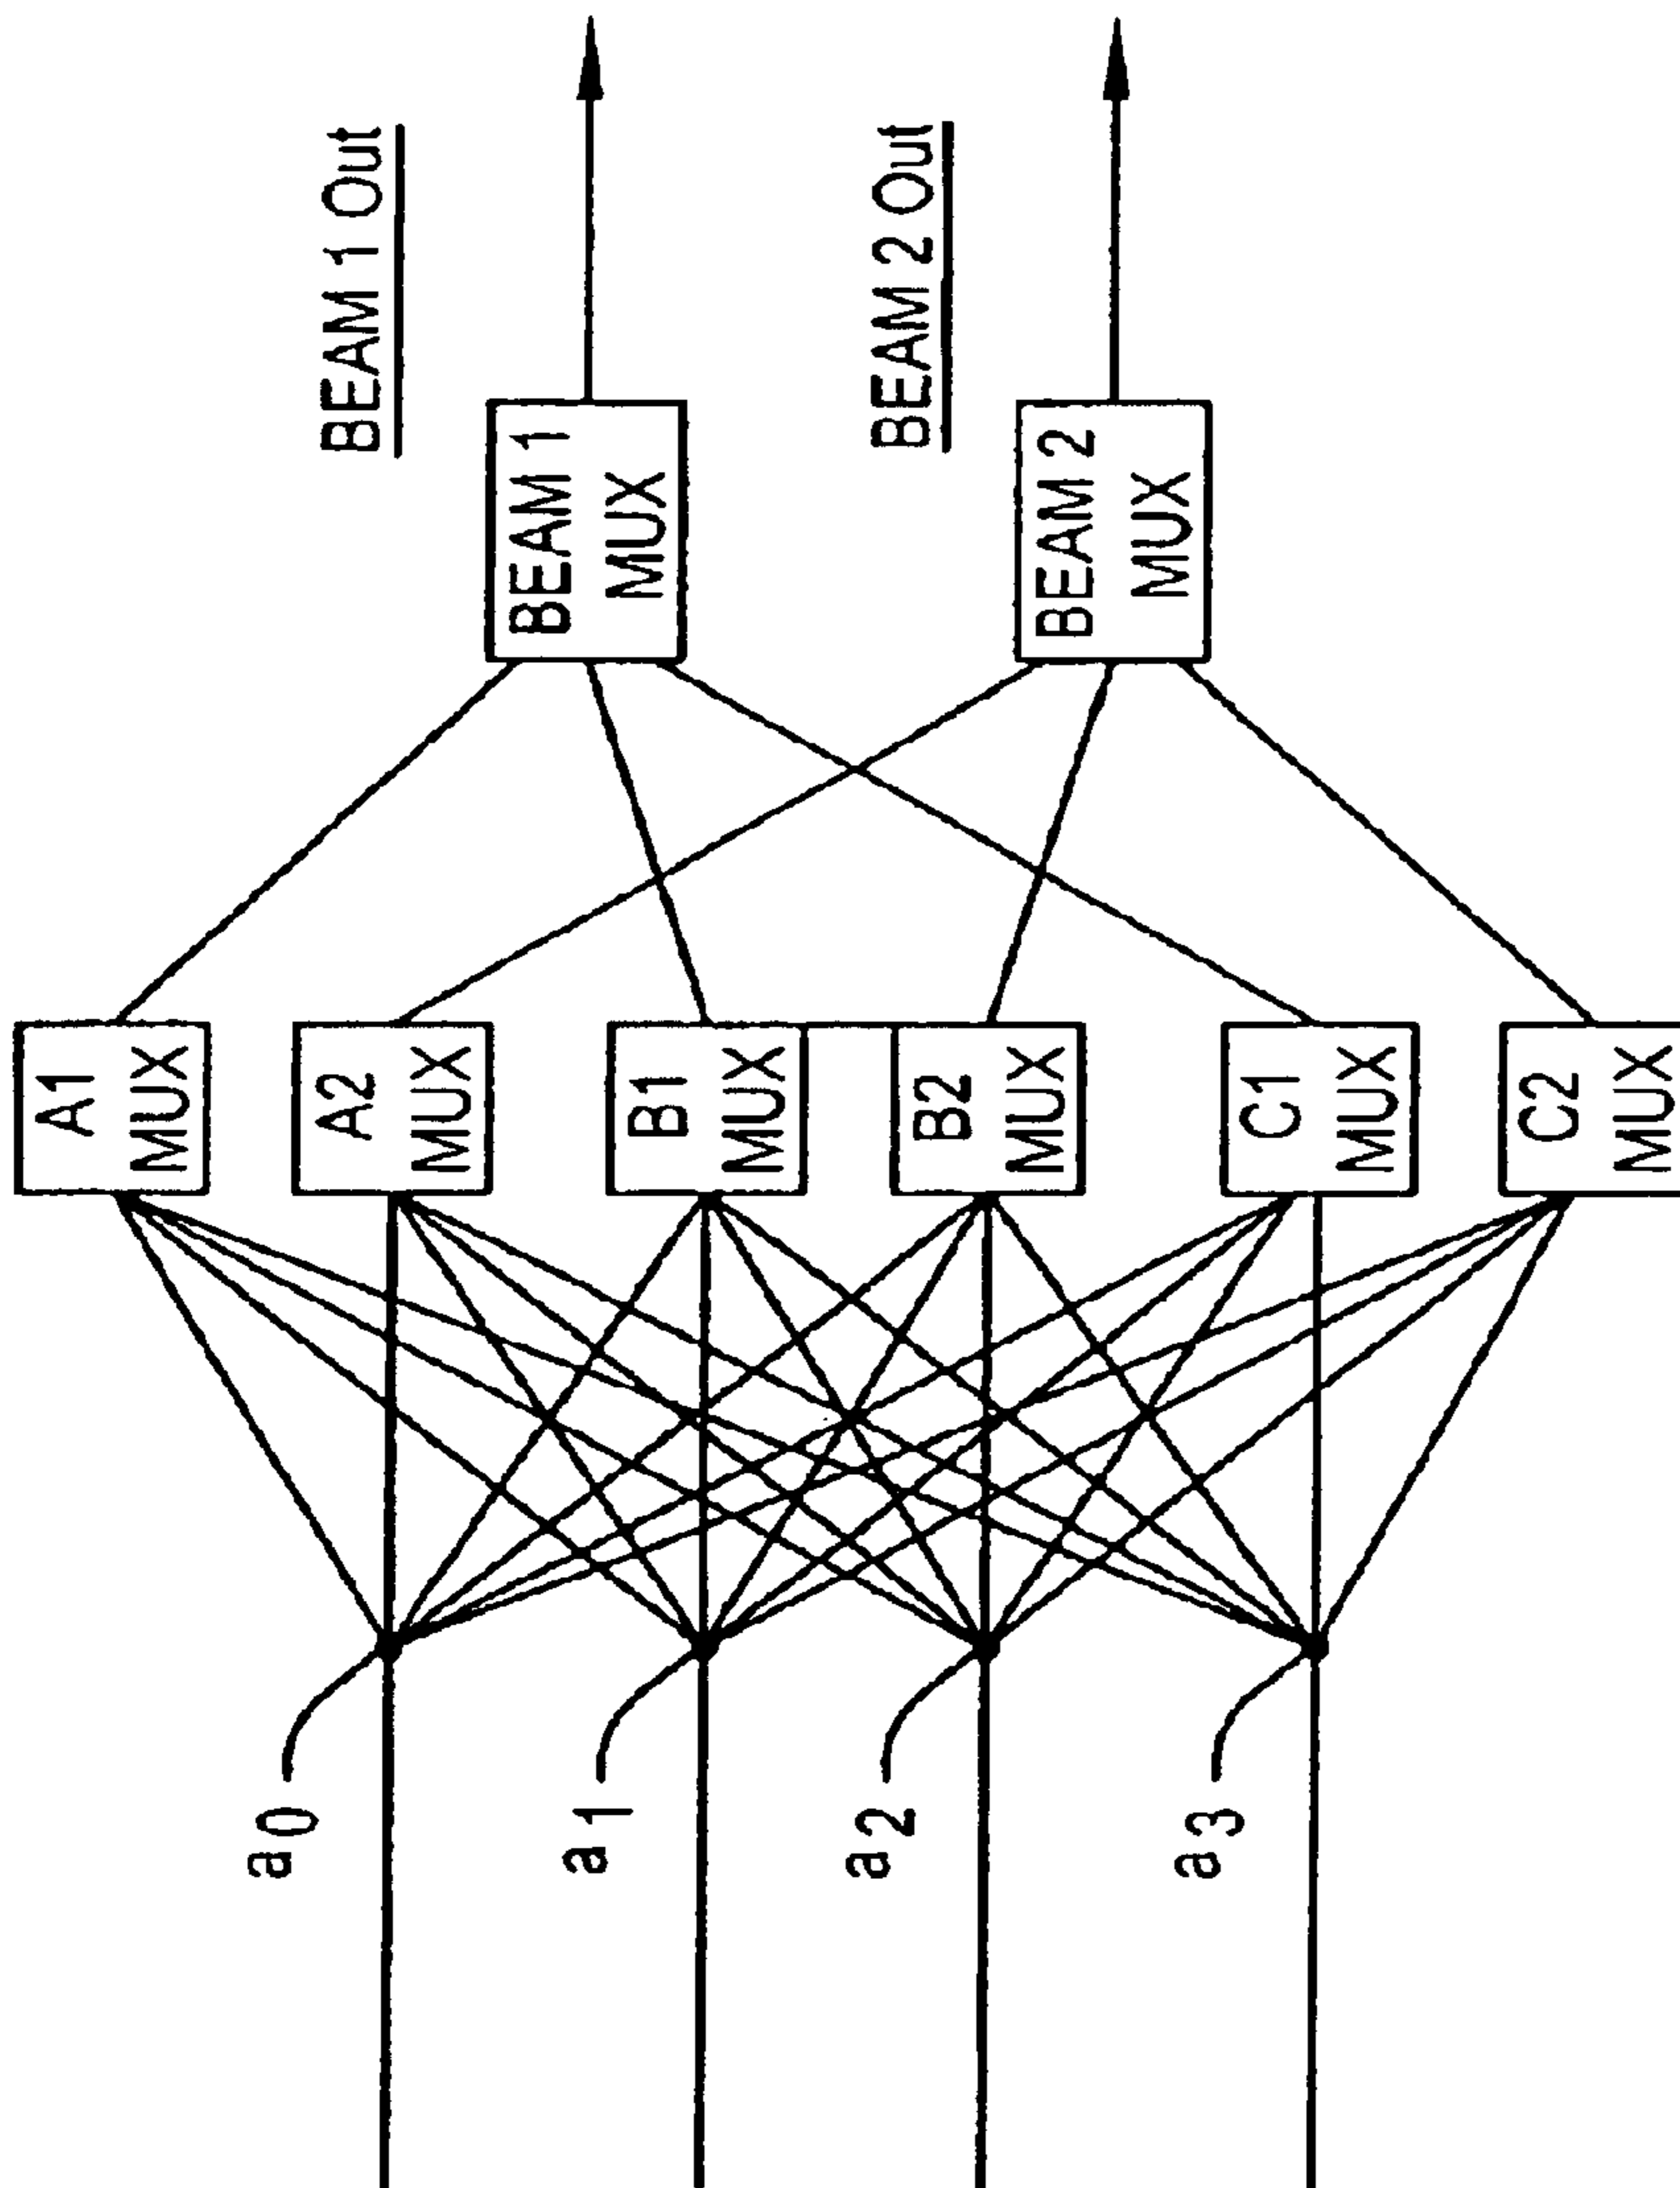 BEAM 1 Out
BEAM 2 Out
BEAM 1
MUX
BEAM 2
MUX
A1
MUX
A2
MUX
B1
MUX
B2
MUX
C1
MUX
C2
MUX
a0
a1
a2
a3